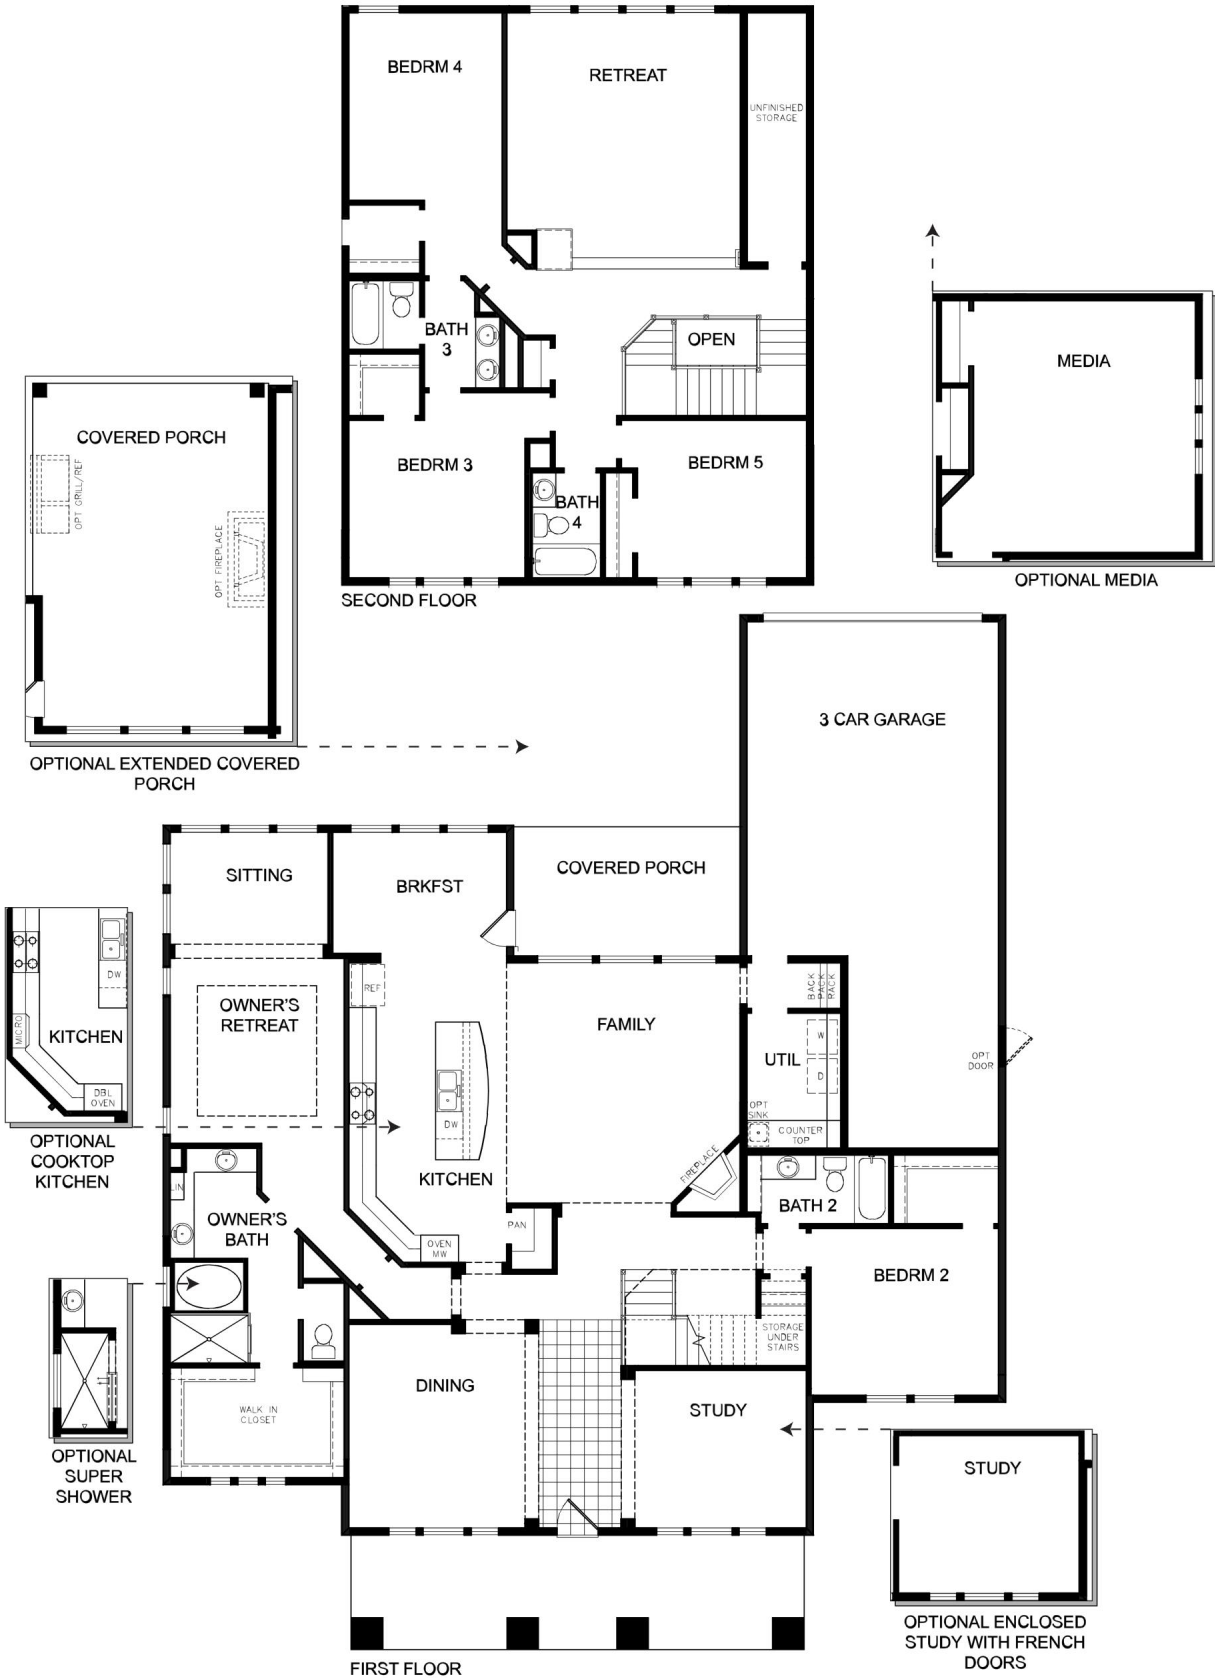 BEDRM 4
RETREAT
UNFINISHED
STORAGE
BATH
3
OPEN
BEDRM 3
BATH
4
BEDRM 5
SECOND FLOOR
MEDIA
OPTIONAL MEDIA
COVERED PORCH
OPT GRILL/REF
OPT FIREPLACE
OPTIONAL EXTENDED COVERED
PORCH
3 CAR GARAGE
SITTING
BRKFST
COVERED PORCH
OWNER'S
RETREAT
REF
FAMILY
BACK
PACK
RACK
W
UTIL
D
OPT
DOOR
OPT
SINK
COUNTER
TOP
DW
KITCHEN
MICRO
DBL
OVEN
OPTIONAL
COOKTOP
KITCHEN
DW
KITCHEN
FIREPLACE
LIN
OWNER'S
BATH
PAN
OVEN
MW
BATH 2
BEDRM 2
STORAGE
UNDER
STAIRS
DINING
STUDY
WALK IN
CLOSET
OPTIONAL
SUPER
SHOWER
STUDY
OPTIONAL ENCLOSED
STUDY WITH FRENCH
DOORS
FIRST FLOOR